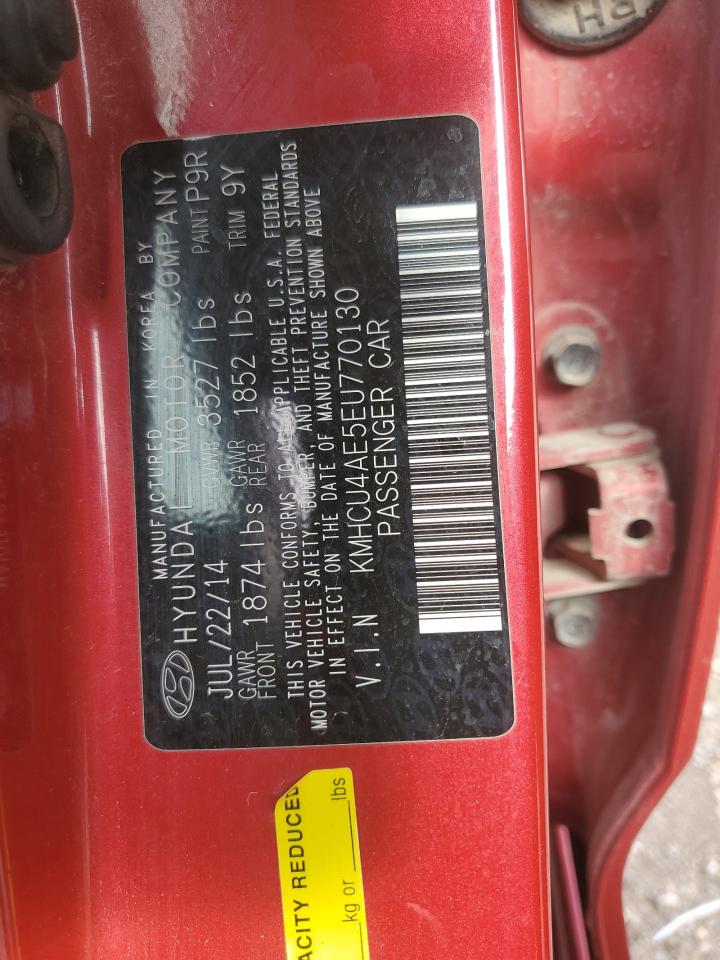 MANUFACTURED IN KOREA BY
HYUNDAI MOTOR COMPANY
JUL/22/14 GVWR 3527 lbs PAINT P9R
GAWR FRONT 1874 lbs GAWR REAR 1852 lbs TRIM 9Y
THIS VEHICLE CONFORMS TO ALL APPLICABLE U.S.A. FEDERAL
MOTOR VEHICLE SAFETY, BUMPER, AND THEFT PREVENTION STANDARDS
IN EFFECT ON THE DATE OF MANUFACTURE SHOWN ABOVE
V.I.N KMHCU4AE5EU770130
PASSENGER CAR
ACITY REDUCED
kg or lbs
RH